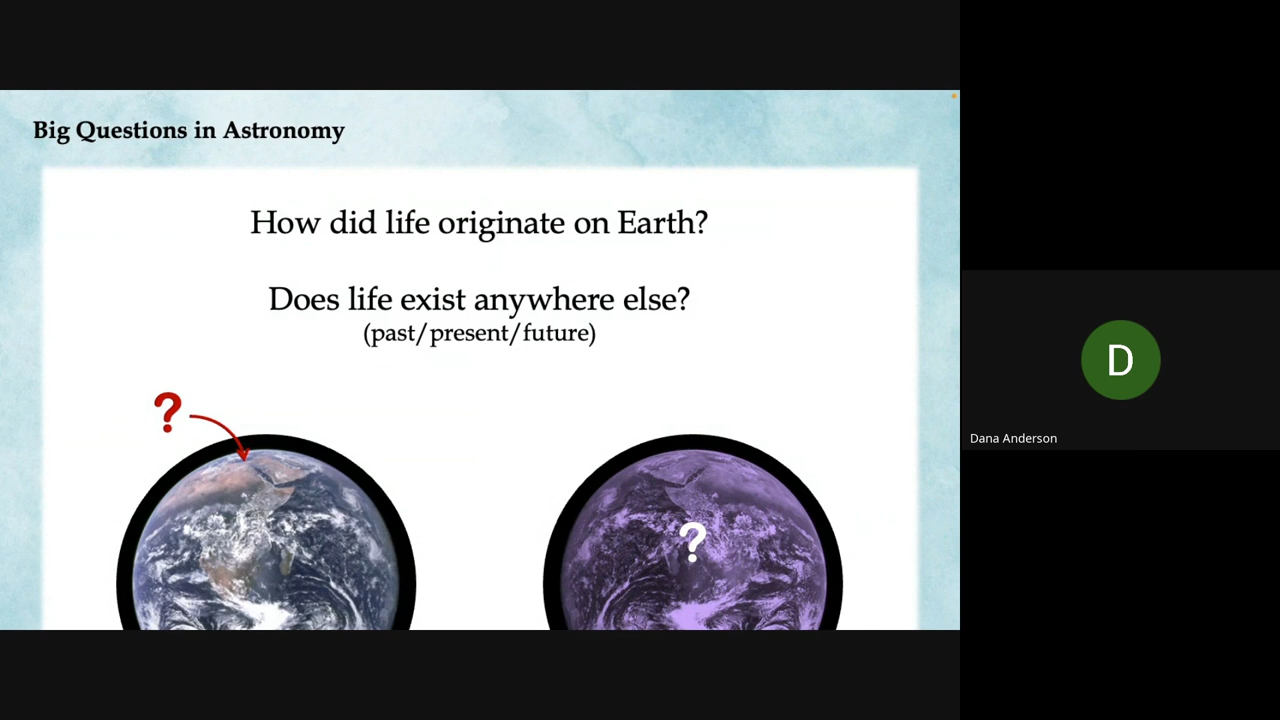 Big Questions in Astronomy
How did life originate on Earth?
Does life exist anywhere else?
(past/present/future)
?
?
D
Dana Anderson